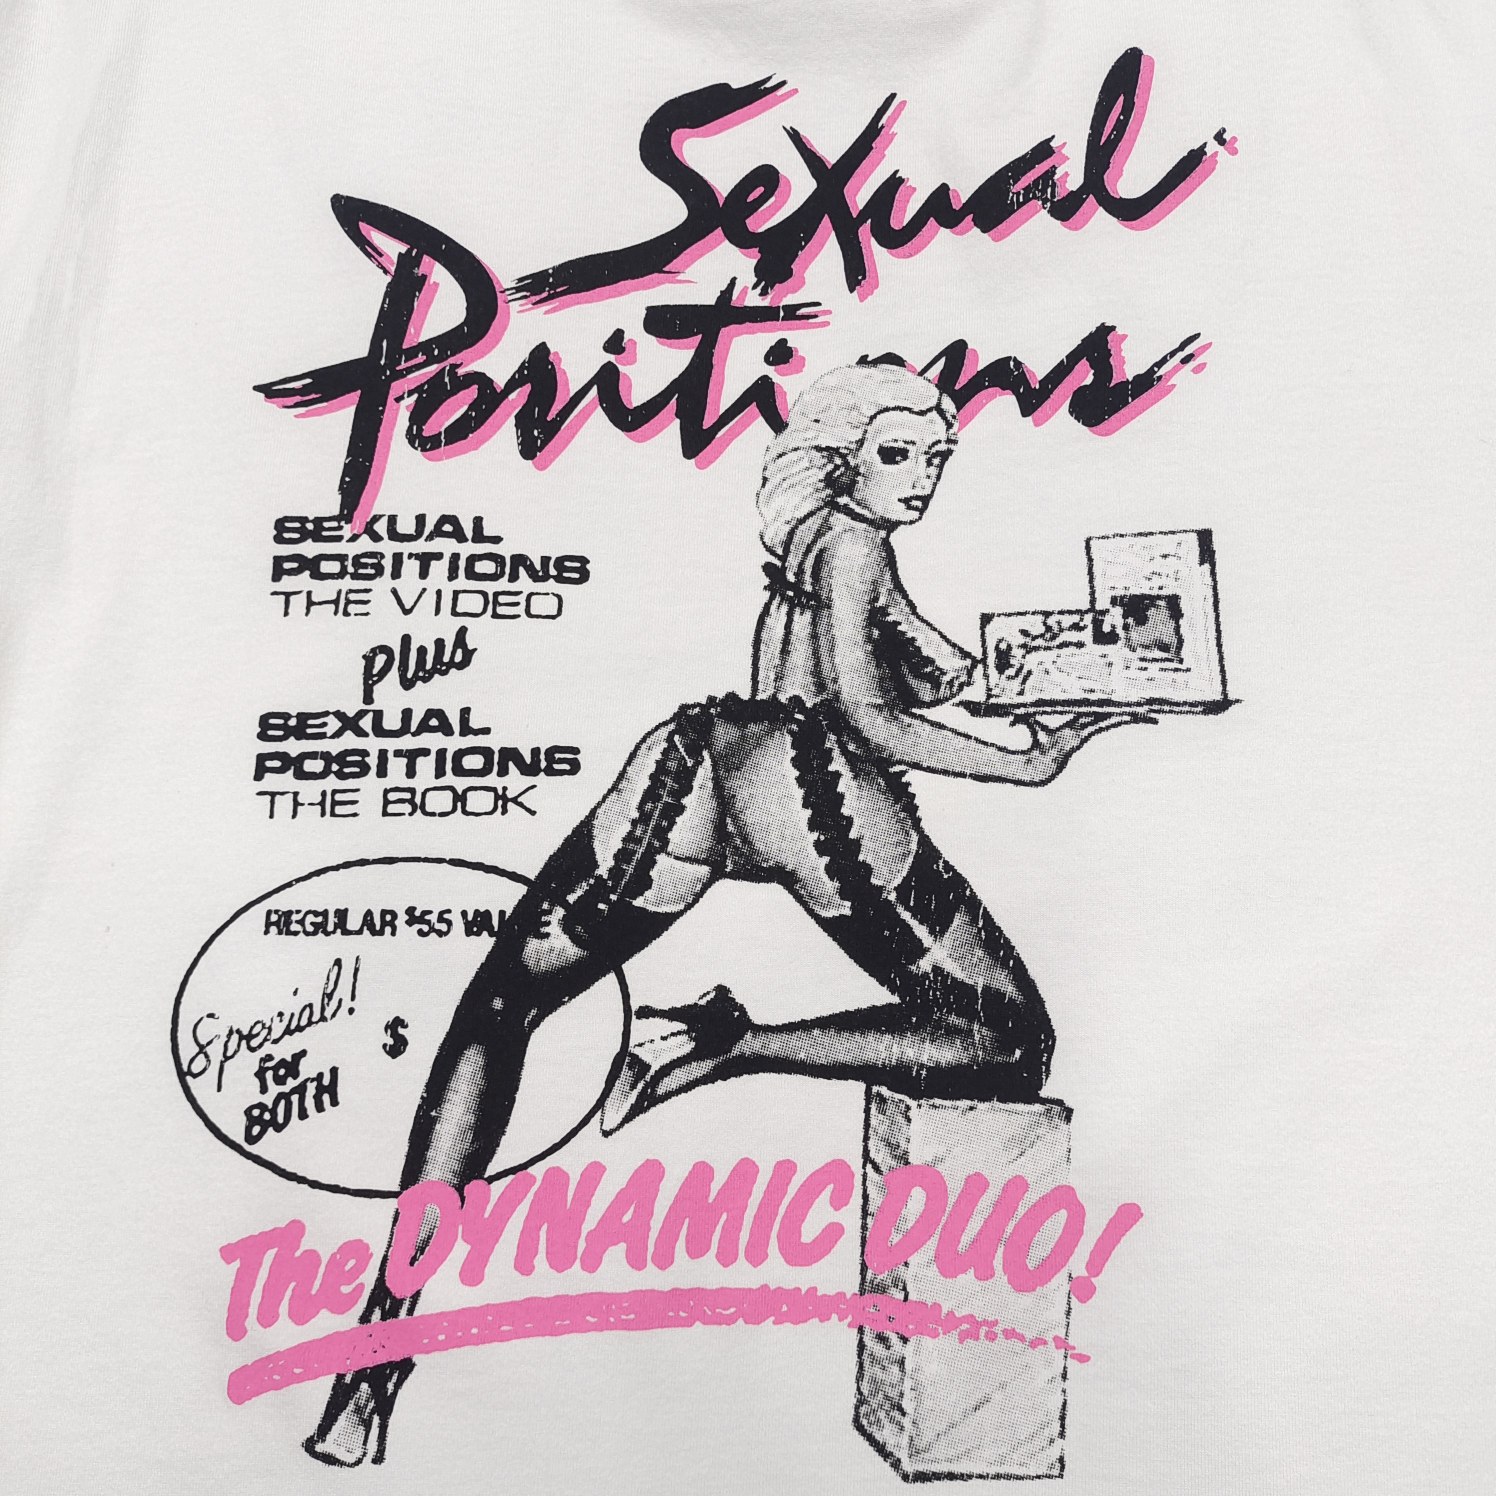 Sexual
Positions
SEXUAL
POSITIONS
THE VIDEO
plus
SEXUAL
POSITIONS
THE BOOK
REGULAR $55 VALUE
Special!
for
BOTH
$
The DYNAMIC DUO!